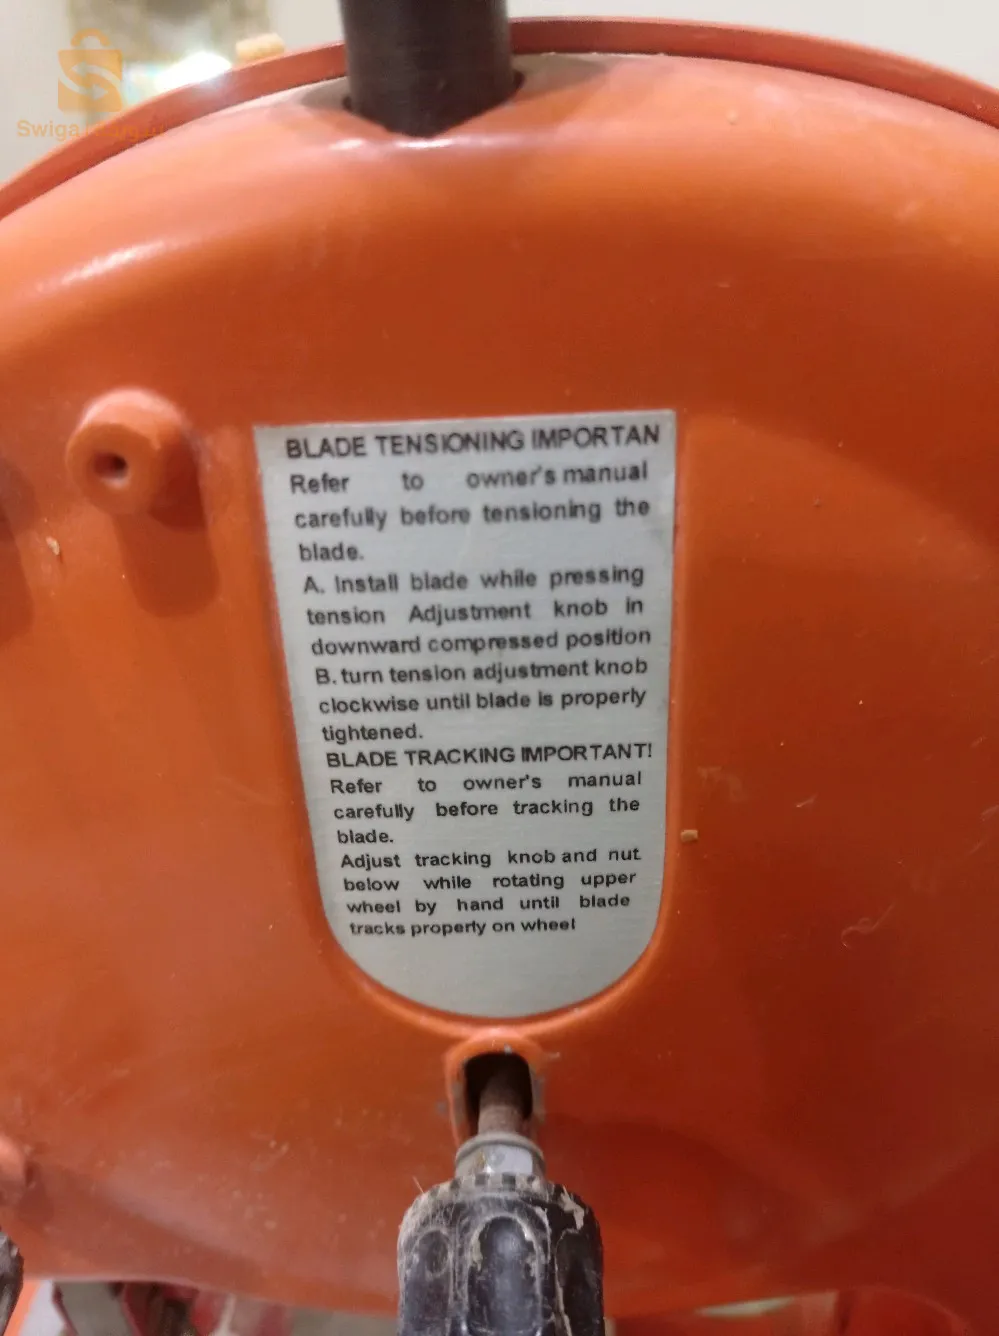 BLADE TENSIONING IMPORTAN
Refer to owner's manual
carefully before tensioning the
blade.
A. Install blade while pressing
tension Adjustment knob in
downward compressed position
B. turn tension adjustment knob
clockwise until blade is properly
tightened.
BLADE TRACKING IMPORTANT!
Refer to owner's manual
carefully before tracking the
blade.
Adjust tracking knob and nut
below while rotating upper
wheel by hand until blade
tracks properly on wheel